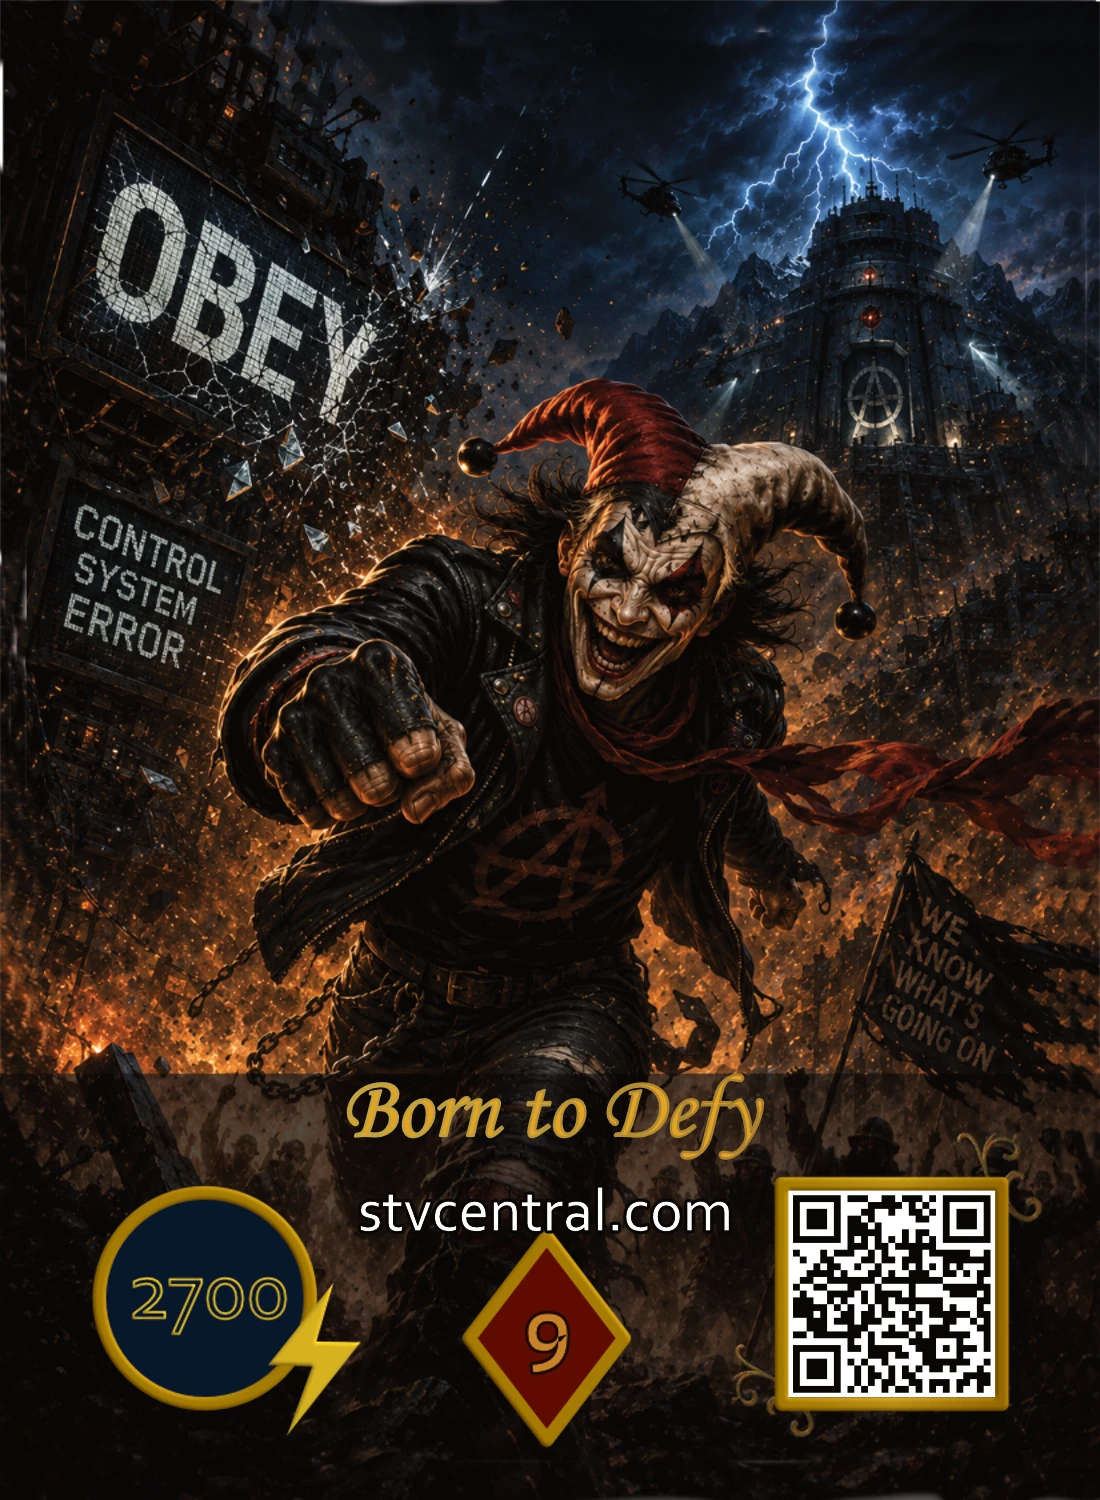 OBEY
CONTROL
SYSTEM
ERROR
WE
KNOW
WHAT'S
GOING ON
Born to Defy
stvcentral.com
2700
9